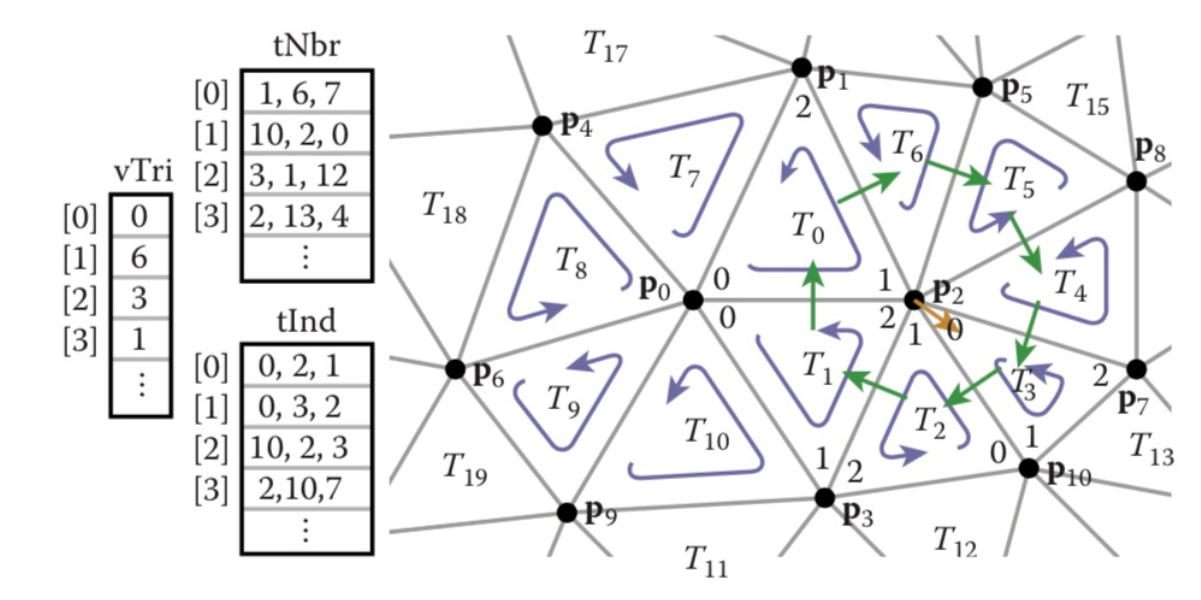 tNbr
[0] 1, 6, 7
[1] 10, 2, 0
[2] 3, 1, 12
[3] 2, 13, 4
⋮
vTri
[0] 0
[1] 6
[2] 3
[3] 1
⋮
tInd
[0] 0, 2, 1
[1] 0, 3, 2
[2] 10, 2, 3
[3] 2,10,7
⋮
T17
p1
p5
T15
p4
2
p8
T6
T7
T5
T18
T0
T8
p0
0
1
p2
T4
0
2
1
0
p6
T1
T3
2
p7
T9
T2
T10
1
2
0
1
T13
T19
p10
p9
p3
T12
T11